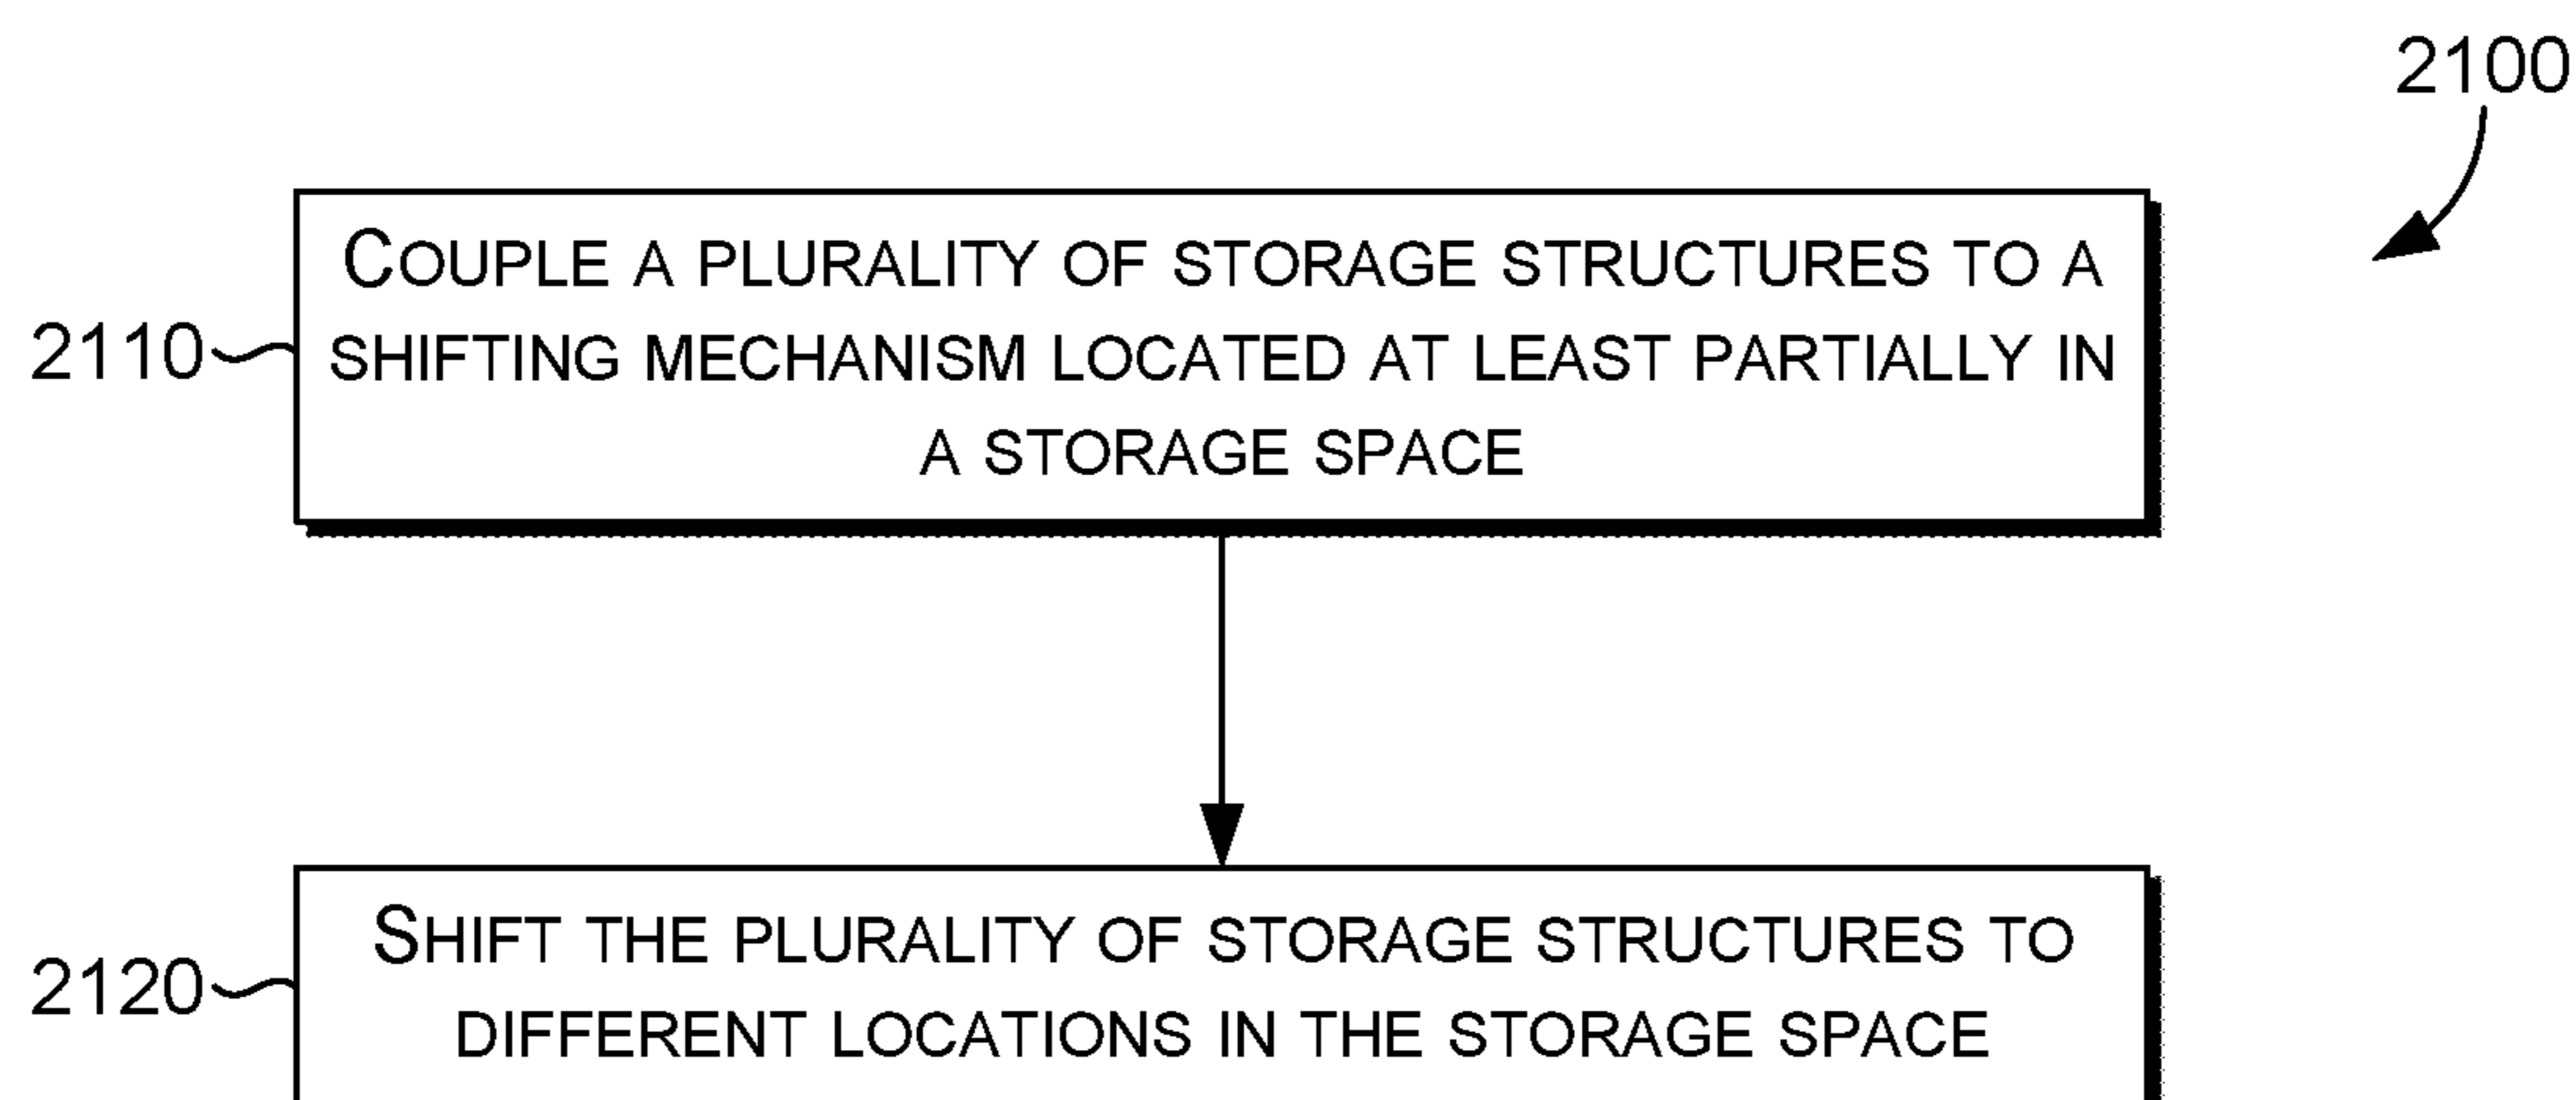 2100
COUPLE A PLURALITY OF STORAGE STRUCTURES TO A
2110 SHIFTING MECHANISM LOCATED AT LEAST PARTIALLY IN
A STORAGE SPACE
SHIFT THE PLURALITY OF STORAGE STRUCTURES TO
2120
DIFFERENT LOCATIONS IN THE STORAGE SPACE